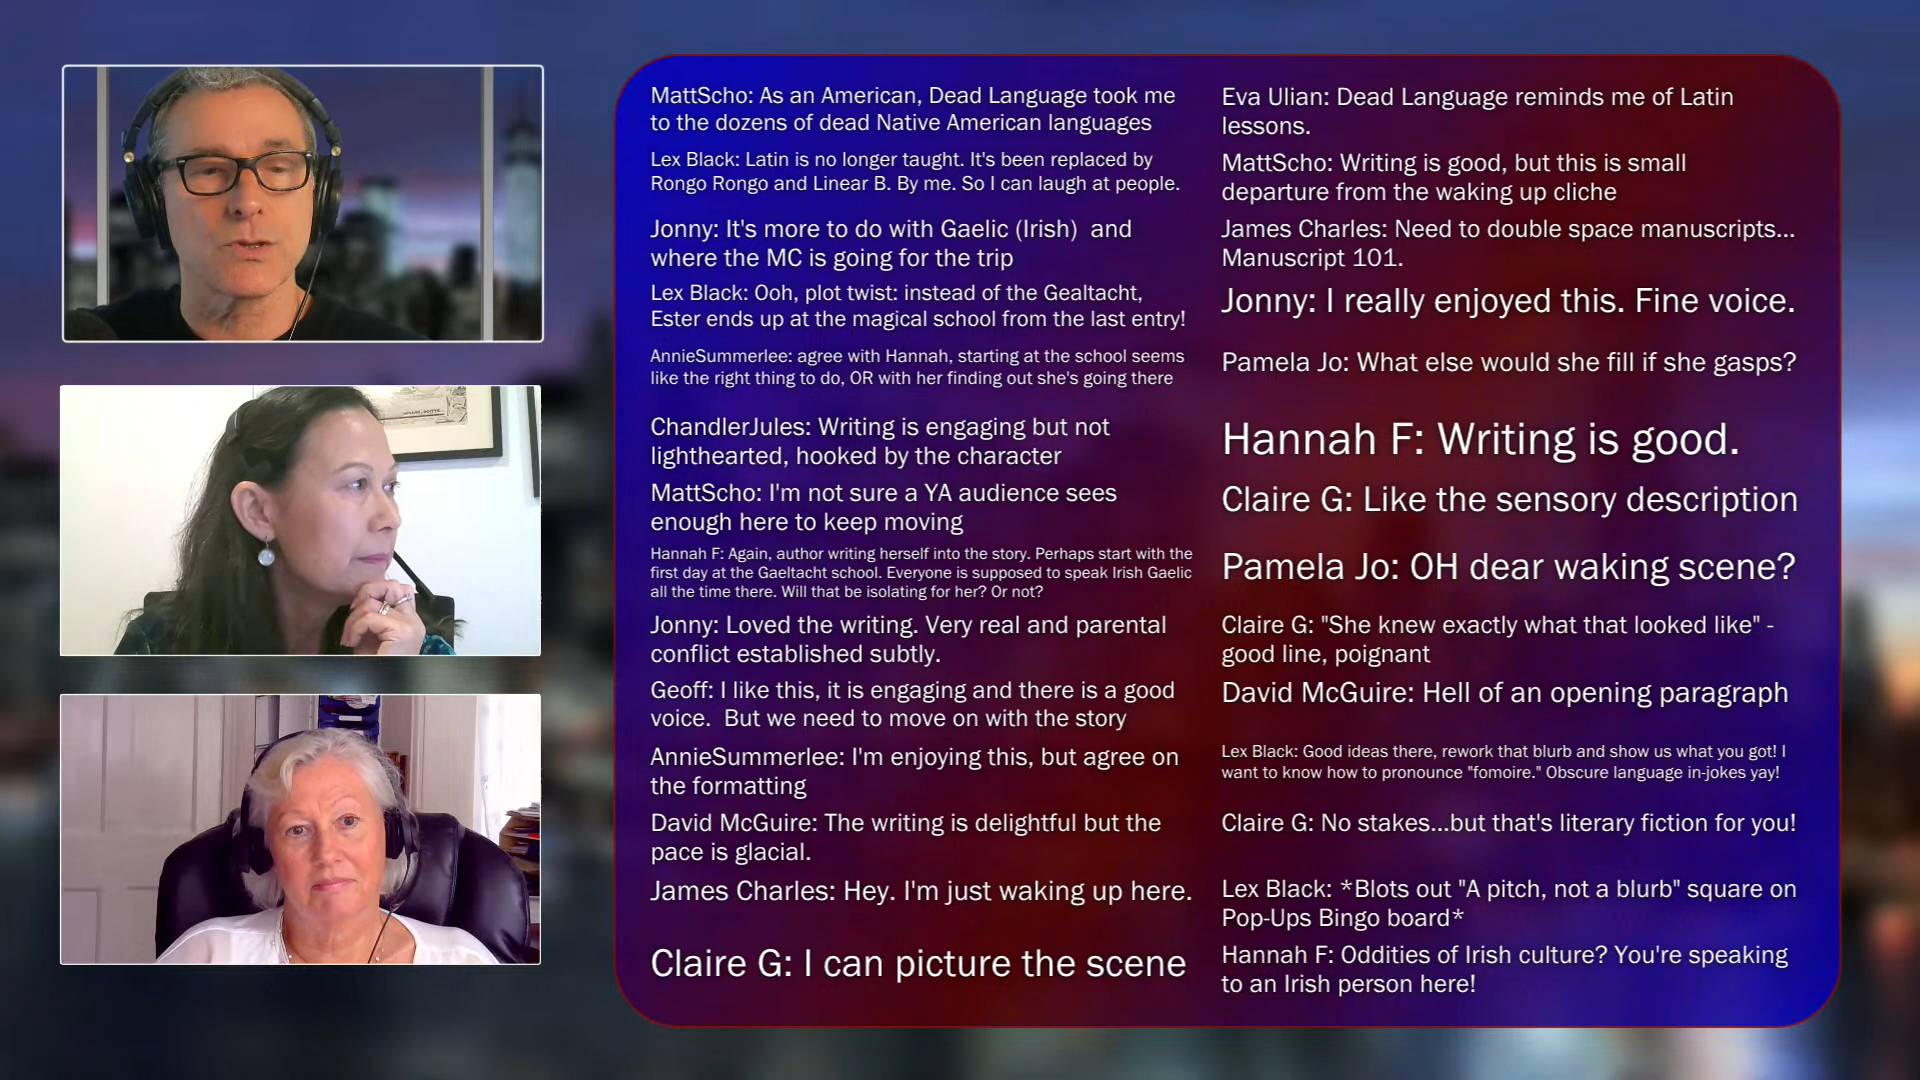 MattScho: As an American, Dead Language took me
to the dozens of dead Native American languages
Lex Black: Latin is no longer taught. It's been replaced by
Rongo Rongo and Linear B. By me. So I can laugh at people.
Jonny: It's more to do with Gaelic (Irish)  and
where the MC is going for the trip
Lex Black: Ooh, plot twist: instead of the Gealtacht,
Ester ends up at the magical school from the last entry!
AnnieSummerlee: agree with Hannah, starting at the school seems
like the right thing to do, OR with her finding out she's going there
ChandlerJules: Writing is engaging but not
lighthearted, hooked by the character
MattScho: I'm not sure a YA audience sees
enough here to keep moving
Hannah F: Again, author writing herself into the story. Perhaps start with the
first day at the Gaeltacht school. Everyone is supposed to speak Irish Gaelic
all the time there. Will that be isolating for her? Or not?
Jonny: Loved the writing. Very real and parental
conflict established subtly.
Geoff: I like this, it is engaging and there is a good
voice.  But we need to move on with the story
AnnieSummerlee: I'm enjoying this, but agree on
the formatting
David McGuire: The writing is delightful but the
pace is glacial.
James Charles: Hey. I'm just waking up here.
Claire G: I can picture the scene
Eva Ulian: Dead Language reminds me of Latin
lessons.
MattScho: Writing is good, but this is small
departure from the waking up cliche
James Charles: Need to double space manuscripts...
Manuscript 101.
Jonny: I really enjoyed this. Fine voice.
Pamela Jo: What else would she fill if she gasps?
Hannah F: Writing is good.
Claire G: Like the sensory description
Pamela Jo: OH dear waking scene?
Claire G: "She knew exactly what that looked like" -
good line, poignant
David McGuire: Hell of an opening paragraph
Lex Black: Good ideas there, rework that blurb and show us what you got! I
want to know how to pronounce "fomoire." Obscure language in-jokes yay!
Claire G: No stakes...but that's literary fiction for you!
Lex Black: *Blots out "A pitch, not a blurb" square on
Pop-Ups Bingo board*
Hannah F: Oddities of Irish culture? You're speaking
to an Irish person here!